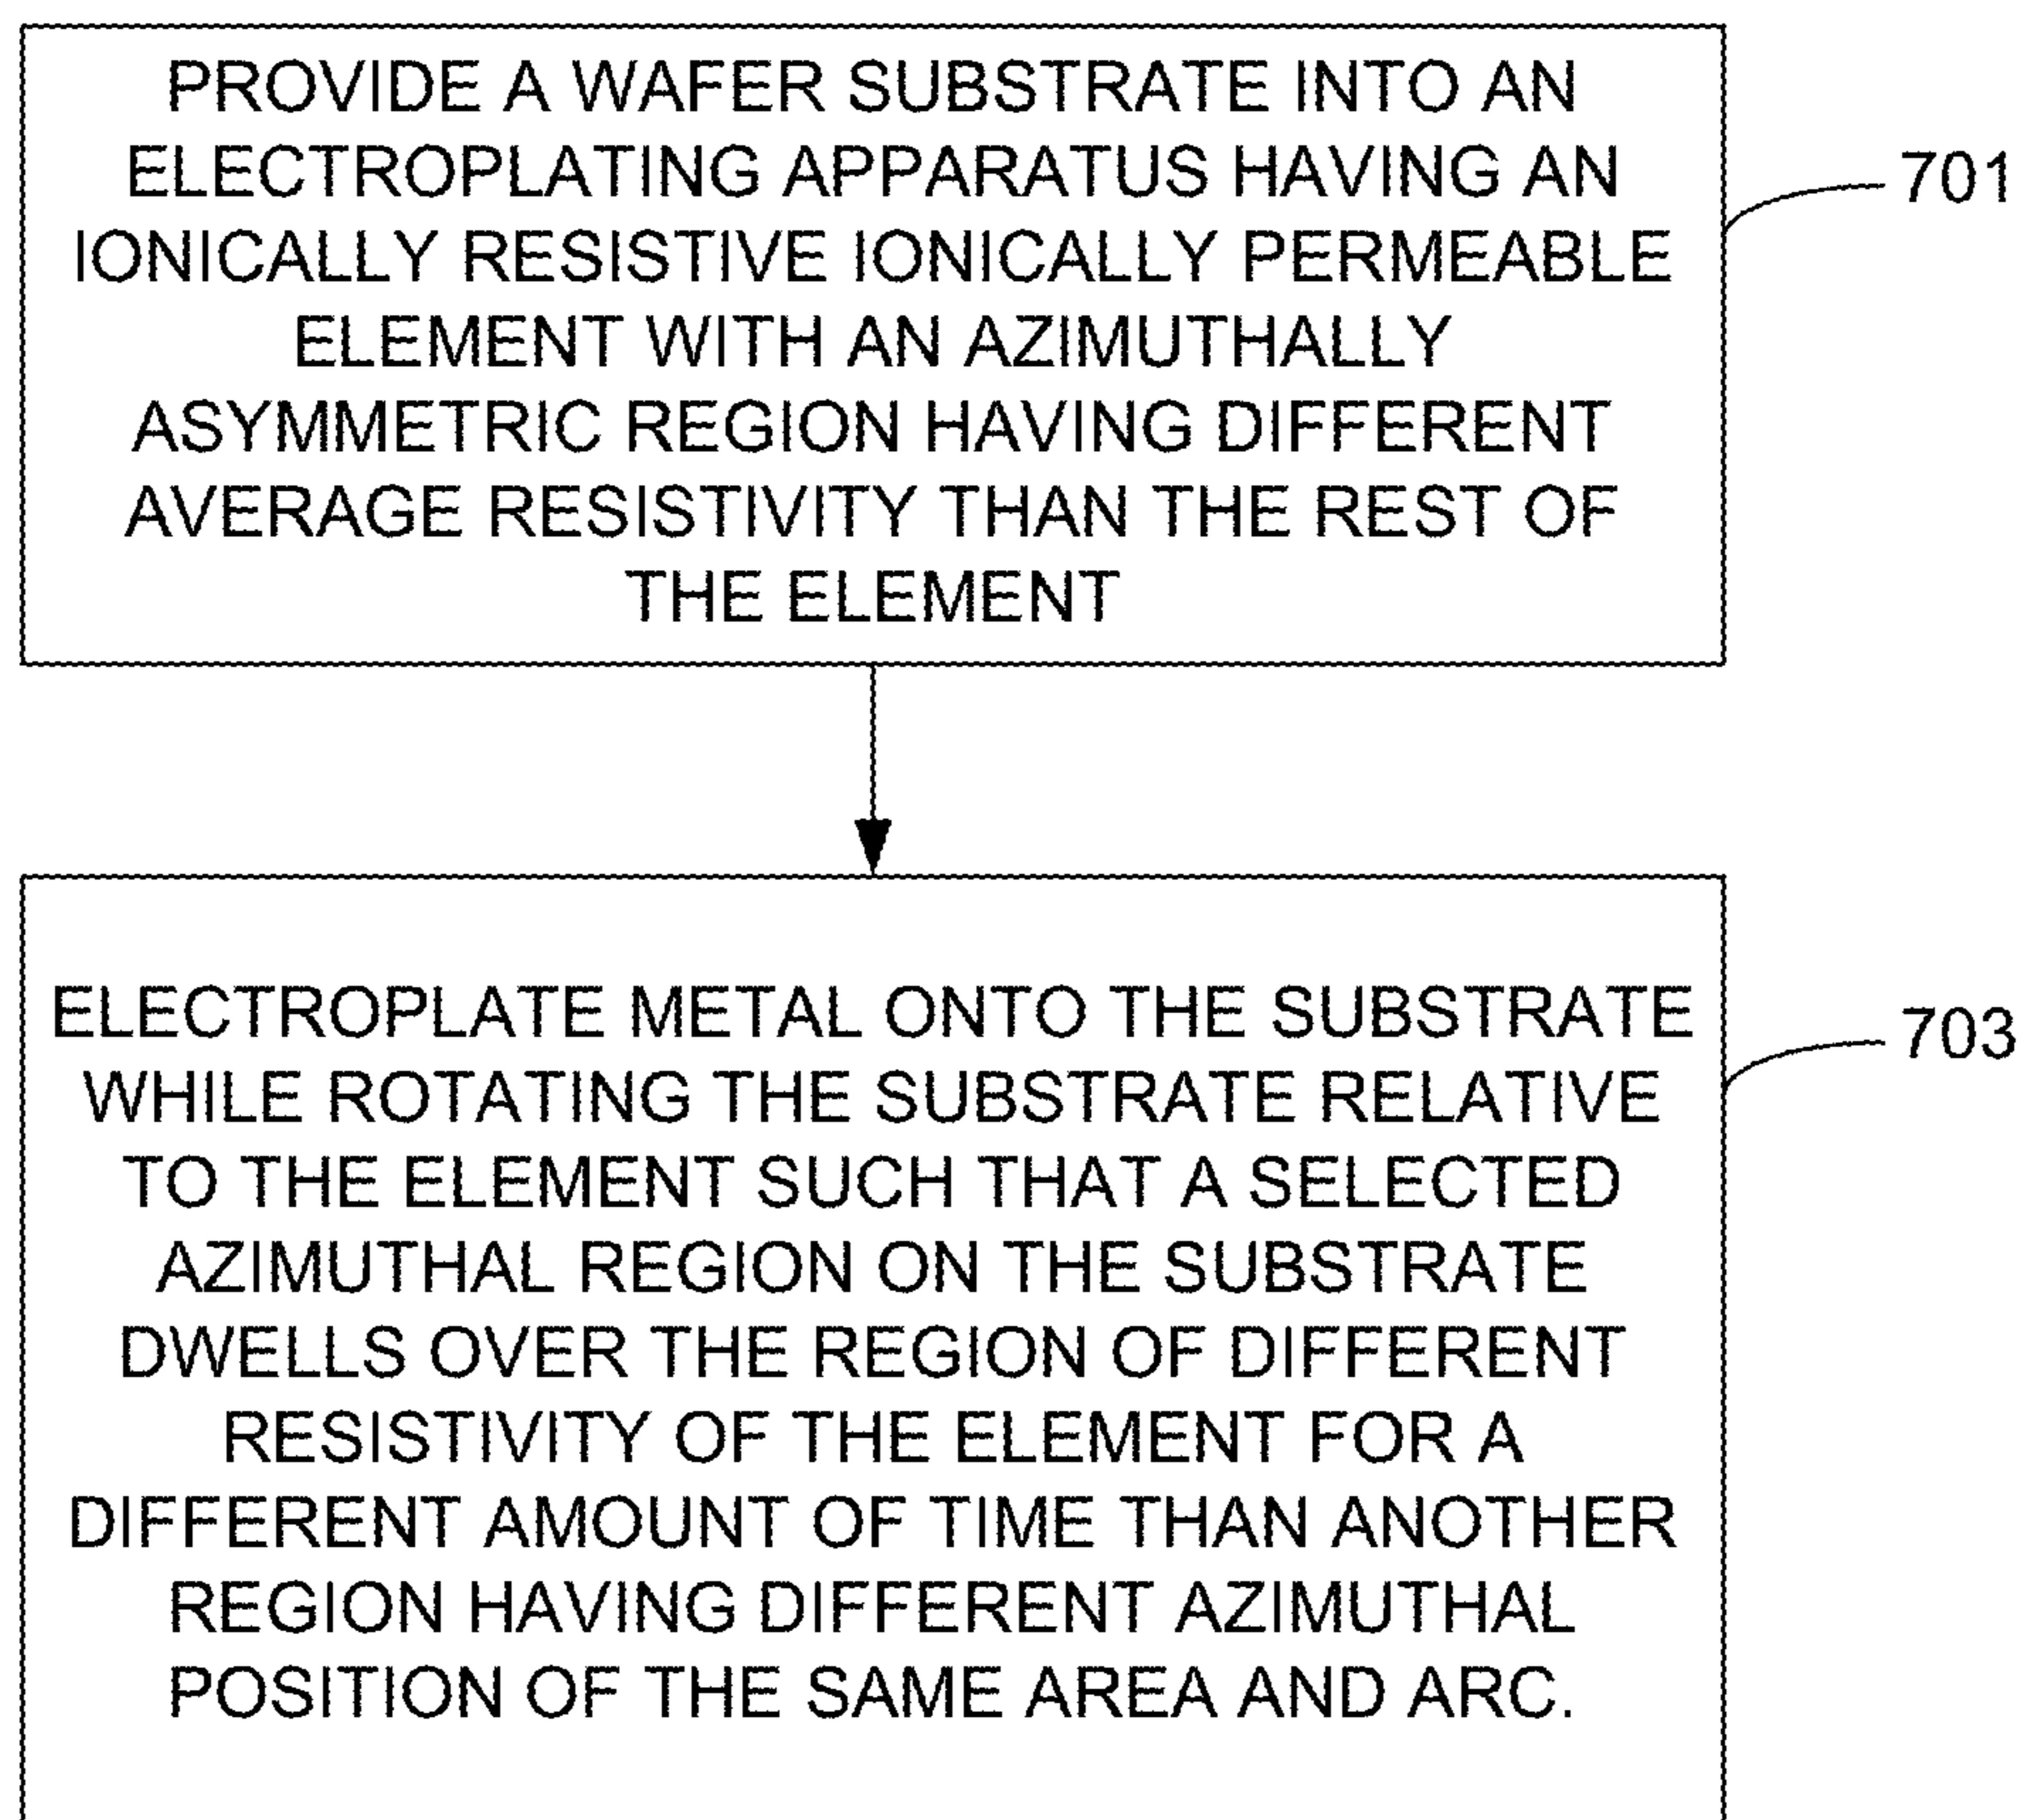 PROVIDE A WAFER SUBSTRATE INTO AN
ELECTROPLATING APPARATUS HAVING AN
IONICALLY RESISTIVE IONICALLY PERMEABLE
ELEMENT WITH AN AZIMUTHALLY
ASYMMETRIC REGION HAVING DIFFERENT
AVERAGE RESISTIVITY THAN THE REST OF
THE ELEMENT
701
ELECTROPLATE METAL ONTO THE SUBSTRATE
WHILE ROTATING THE SUBSTRATE RELATIVE
TO THE ELEMENT SUCH THAT A SELECTED
AZIMUTHAL REGION ON THE SUBSTRATE
DWELLS OVER THE REGION OF DIFFERENT
RESISTIVITY OF THE ELEMENT FOR A
DIFFERENT AMOUNT OF TIME THAN ANOTHER
REGION HAVING DIFFERENT AZIMUTHAL
POSITION OF THE SAME AREA AND ARC.
703